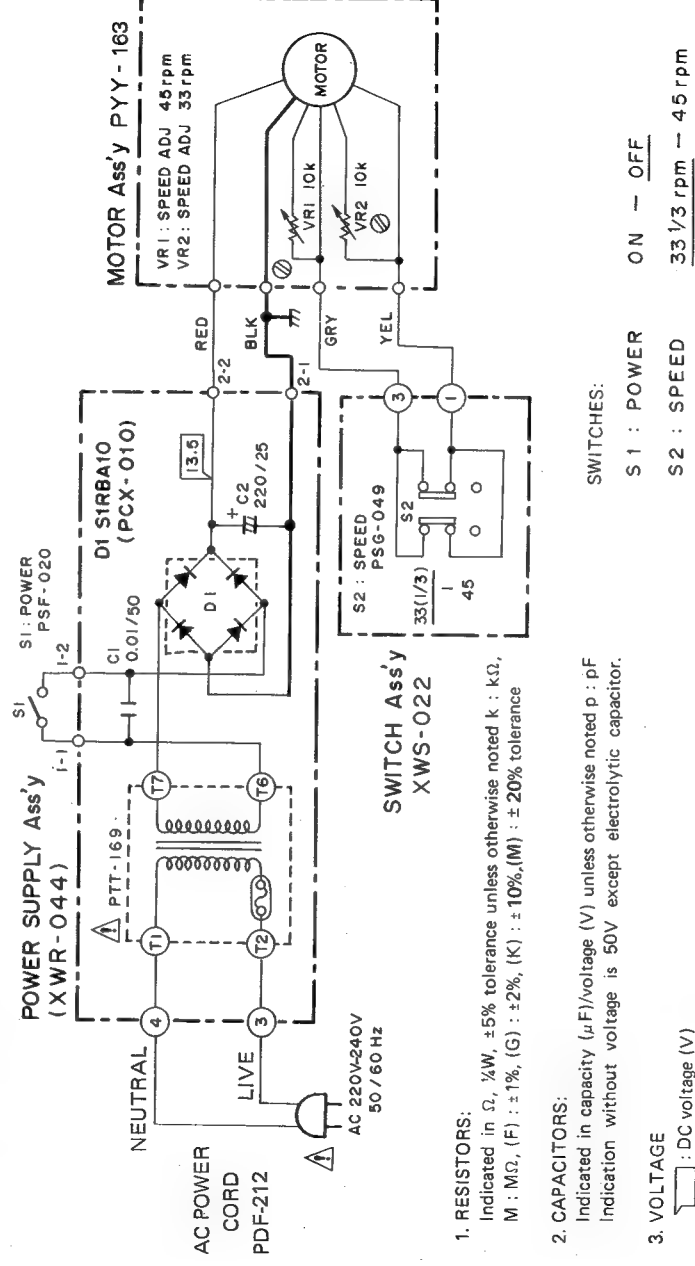 POWER SUPPLY Ass'y
(XWR-044)
S1 : POWER
PSF-020
S1
1-1
1-2
C1
0.01/50
D1 S1RBA10
(PCX-010)
D1
13.5
+
C2
220/25
2-2
2-1
PTT-169
T1
T2
T7
T6
4
3
NEUTRAL
LIVE
AC POWER
CORD
PDF-212
AC 220V-240V
50/60 Hz
MOTOR Ass'y PYY-163
VR1 : SPEED ADJ 45rpm
VR2 : SPEED ADJ 33rpm
MOTOR
VR1 10k
VR2 10k
RED
BLK
GRY
YEL
SWITCH Ass'y
XWS-022
S2 : SPEED
PSG-049
S2
33(1/3)
45
3
1
1. RESISTORS:
Indicated in Ω, ¼W, ±5% tolerance unless otherwise noted k : kΩ,
M : MΩ, (F) : ±1%, (G) : ±2%, (K) : ±10%,(M) : ± 20% tolerance
2. CAPACITORS:
Indicated in capacity (μF)/voltage (V) unless otherwise noted p : pF
Indication without voltage is 50V except electrolytic capacitor.
3. VOLTAGE
: DC voltage (V)
SWITCHES:
S1 : POWER ON — OFF
S2 : SPEED 33 1/3 rpm — 45 rpm